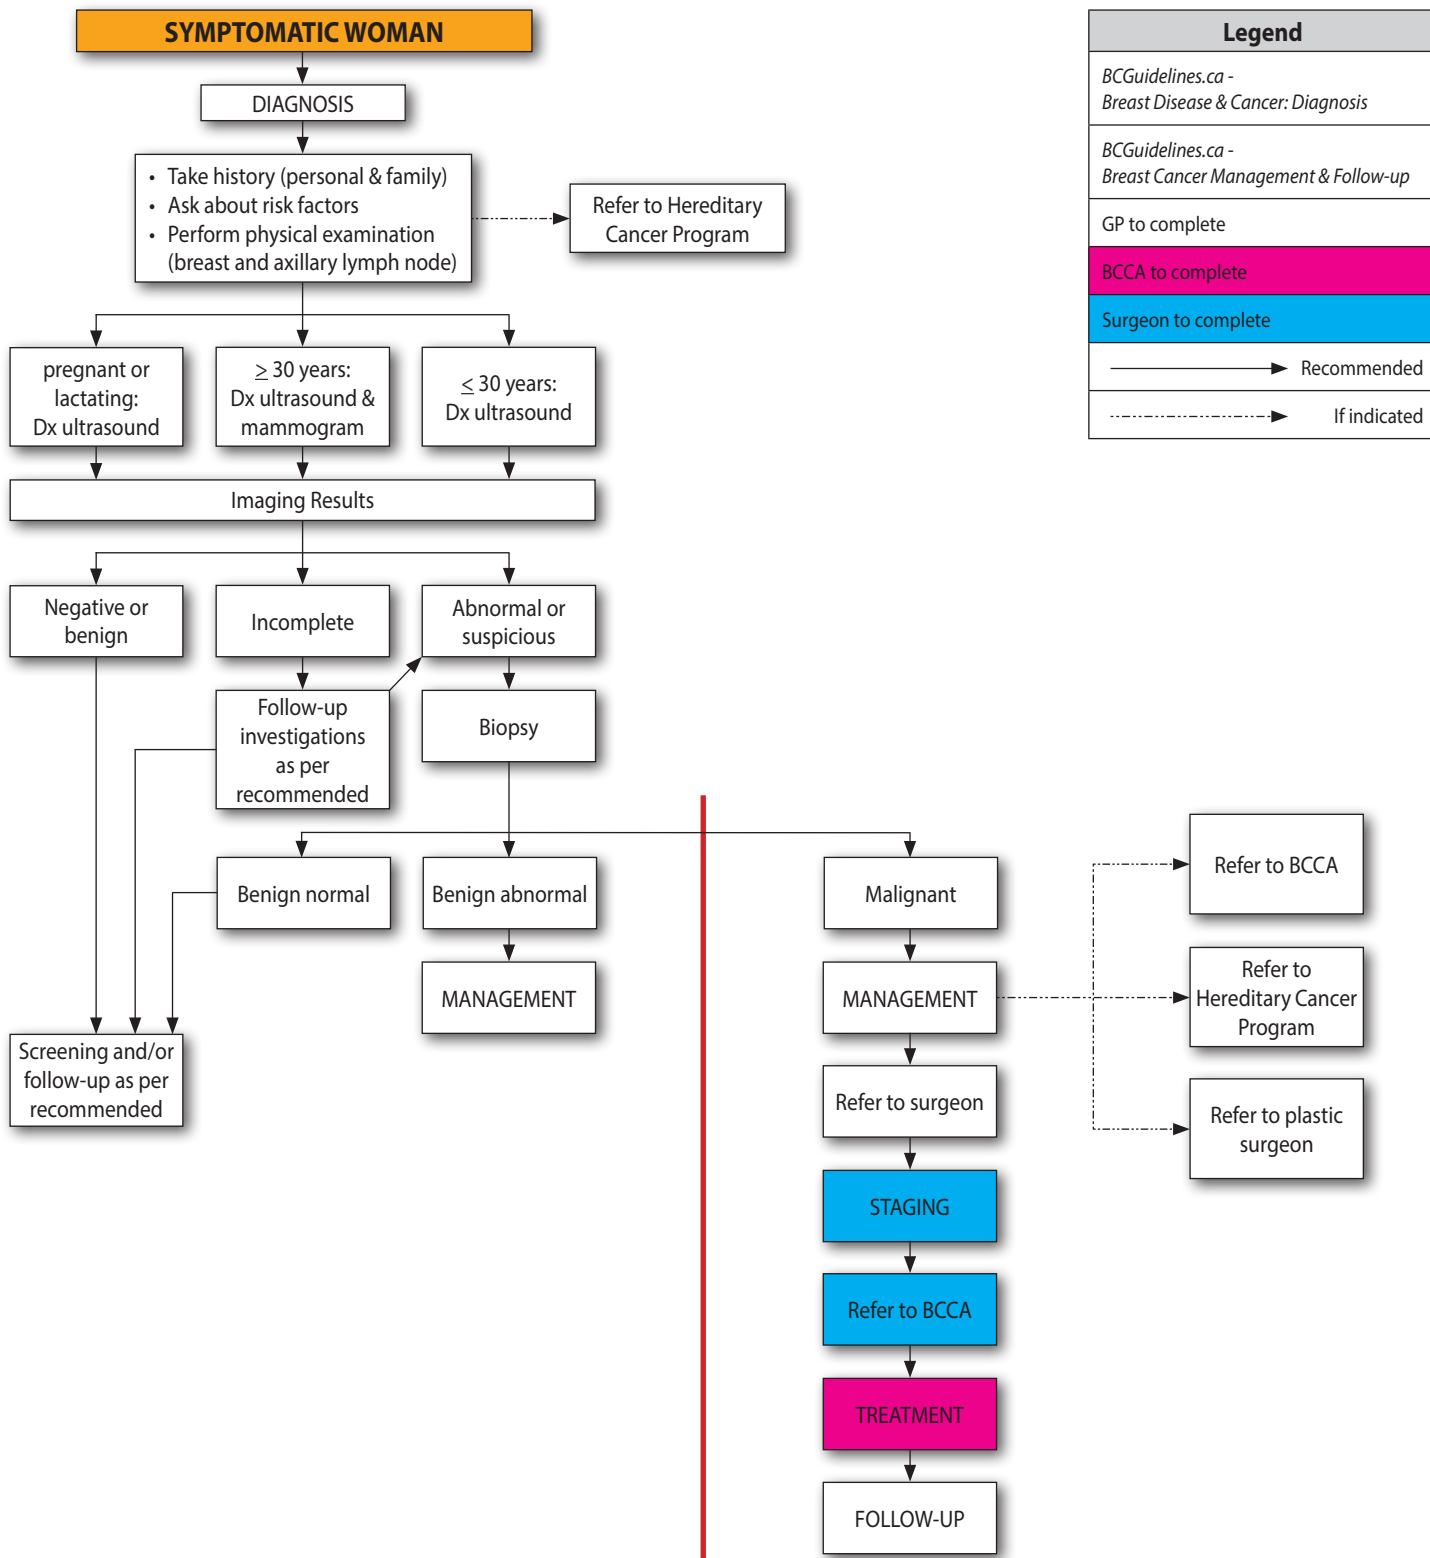 SYMPTOMATIC WOMAN
DIAGNOSIS
• Take history (personal & family)
• Ask about risk factors
• Perform physical examination
(breast and axillary lymph node)
Refer to Hereditary
Cancer Program
pregnant or
lactating:
Dx ultrasound
≥ 30 years:
Dx ultrasound &
mammogram
≤ 30 years:
Dx ultrasound
Imaging Results
Negative or
benign
Incomplete
Abnormal or
suspicious
Follow-up
investigations
as per
recommended
Biopsy
Benign normal
Benign abnormal
MANAGEMENT
Screening and/or
follow-up as per
recommended
Malignant
MANAGEMENT
Refer to surgeon
STAGING
Refer to BCCA
TREATMENT
FOLLOW-UP
Refer to BCCA
Refer to
Hereditary Cancer
Program
Refer to plastic
surgeon
Legend
BCGuidelines.ca -
Breast Disease & Cancer: Diagnosis
BCGuidelines.ca -
Breast Cancer Management & Follow-up
GP to complete
BCCA to complete
Surgeon to complete
Recommended
If indicated